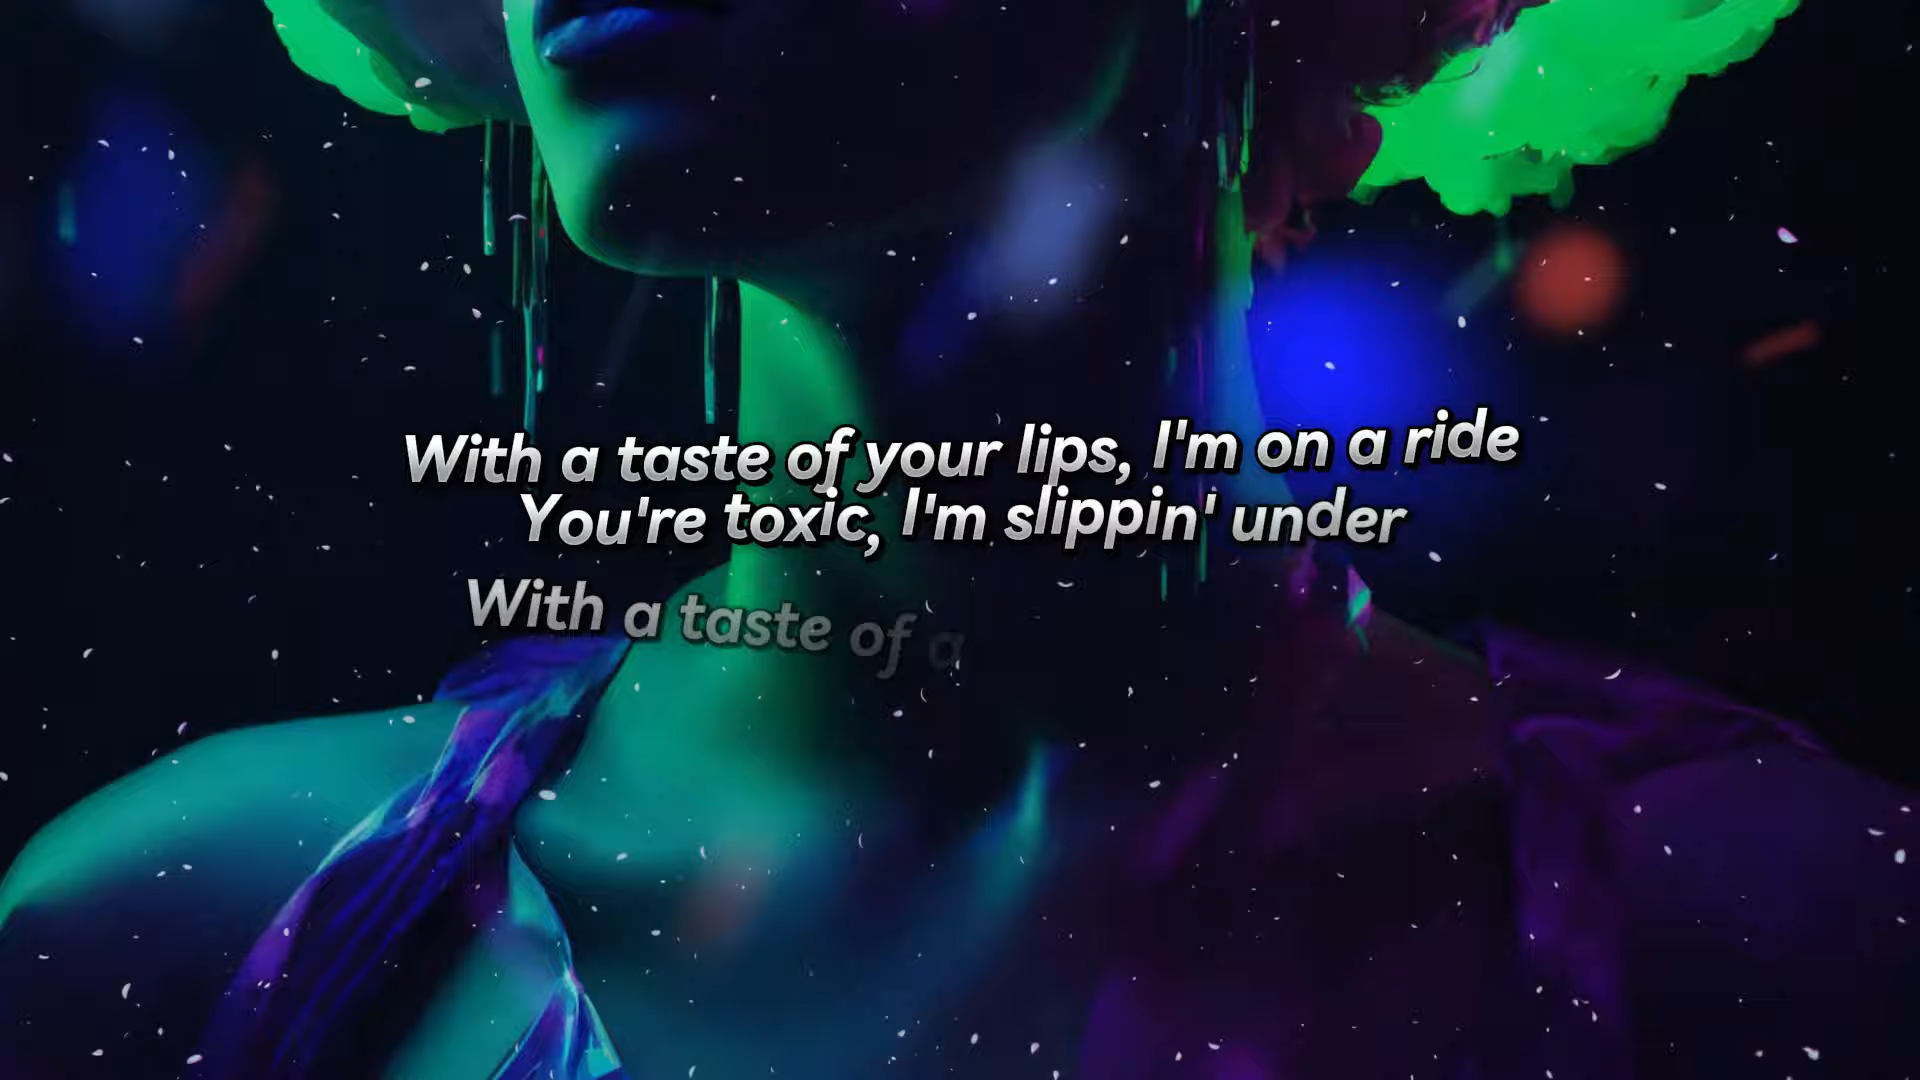 With a taste of your lips, I'm on a ride
You're toxic, I'm slippin' under
With a taste of a